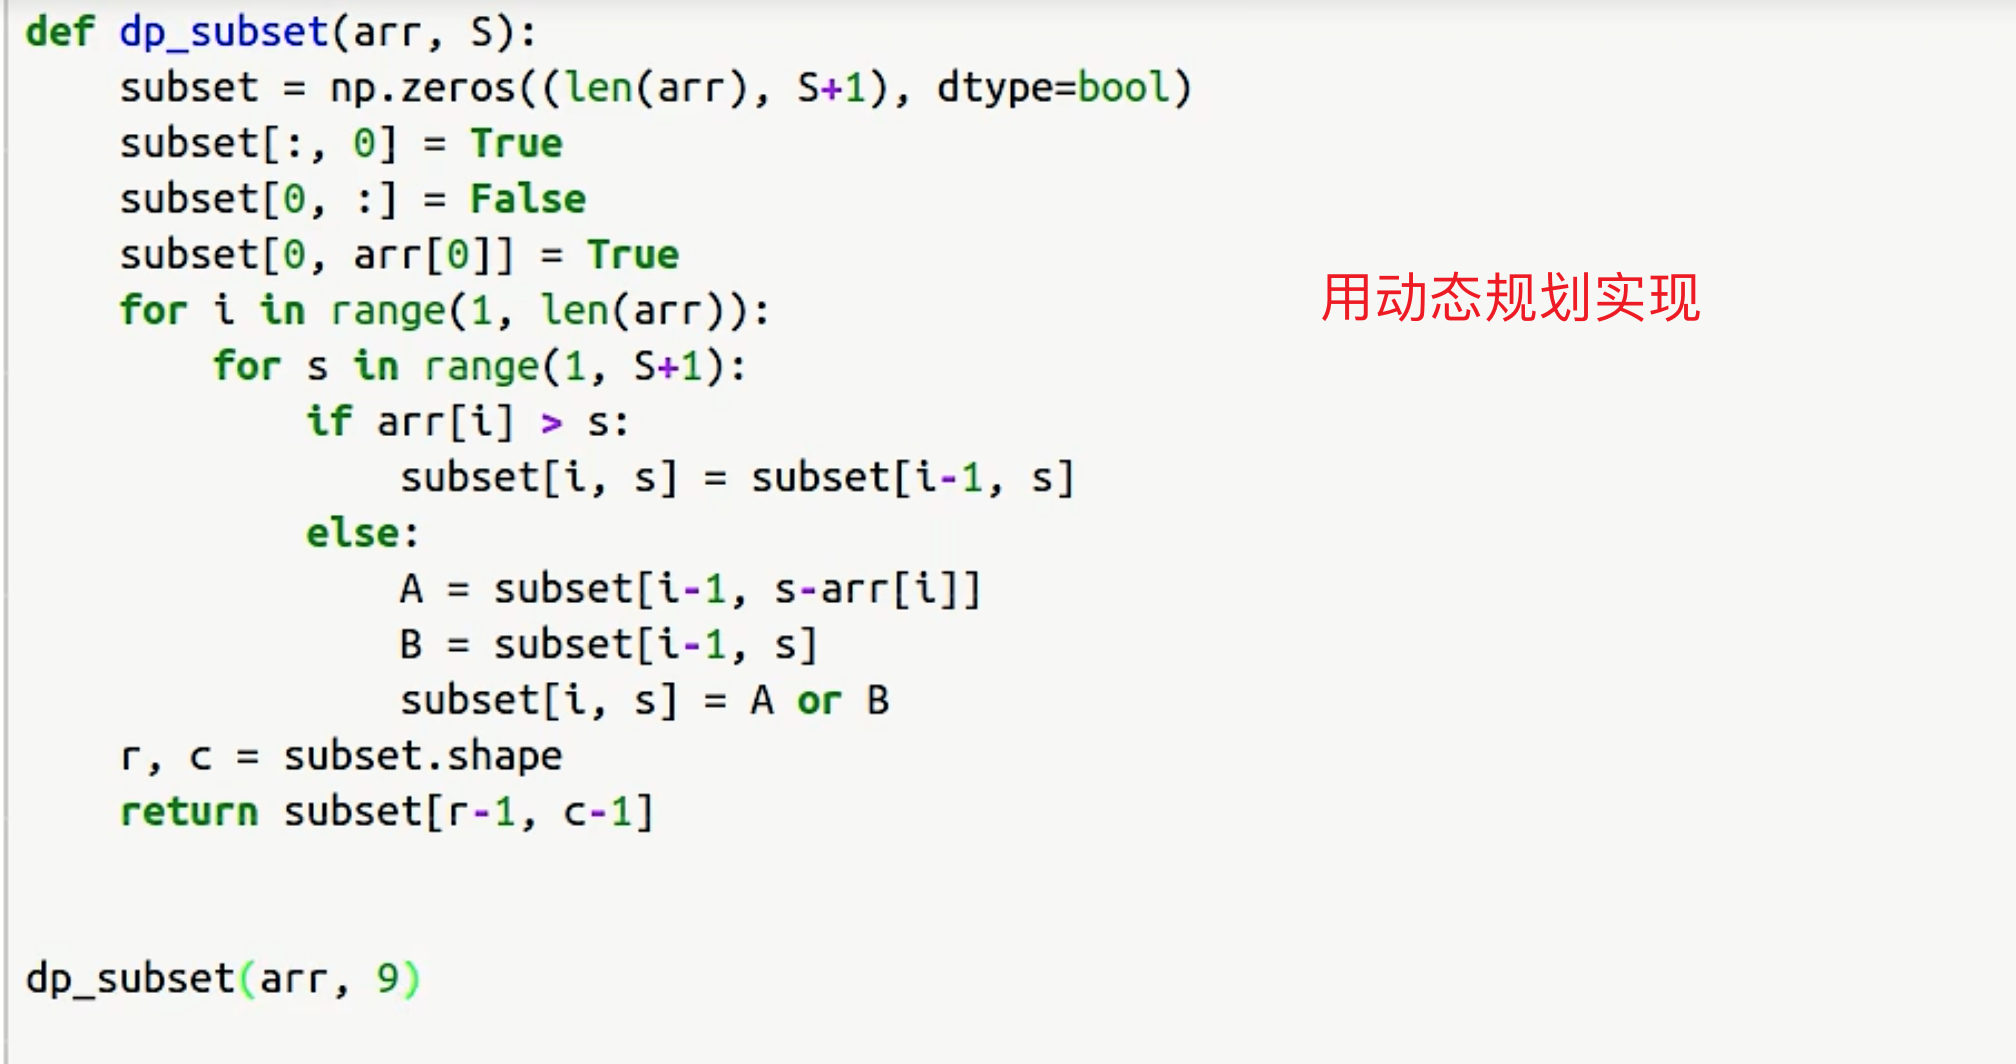 def dp_subset(arr, S):
    subset = np.zeros((len(arr), S+1), dtype=bool)
    subset[:, 0] = True
    subset[0, :] = False
    subset[0, arr[0]] = True
    for i in range(1, len(arr)):
        for s in range(1, S+1):
            if arr[i] > s:
                subset[i, s] = subset[i-1, s]
            else:
                A = subset[i-1, s-arr[i]]
                B = subset[i-1, s]
                subset[i, s] = A or B
    r, c = subset.shape
    return subset[r-1, c-1]
dp_subset(arr, 9)
用动态规划实现